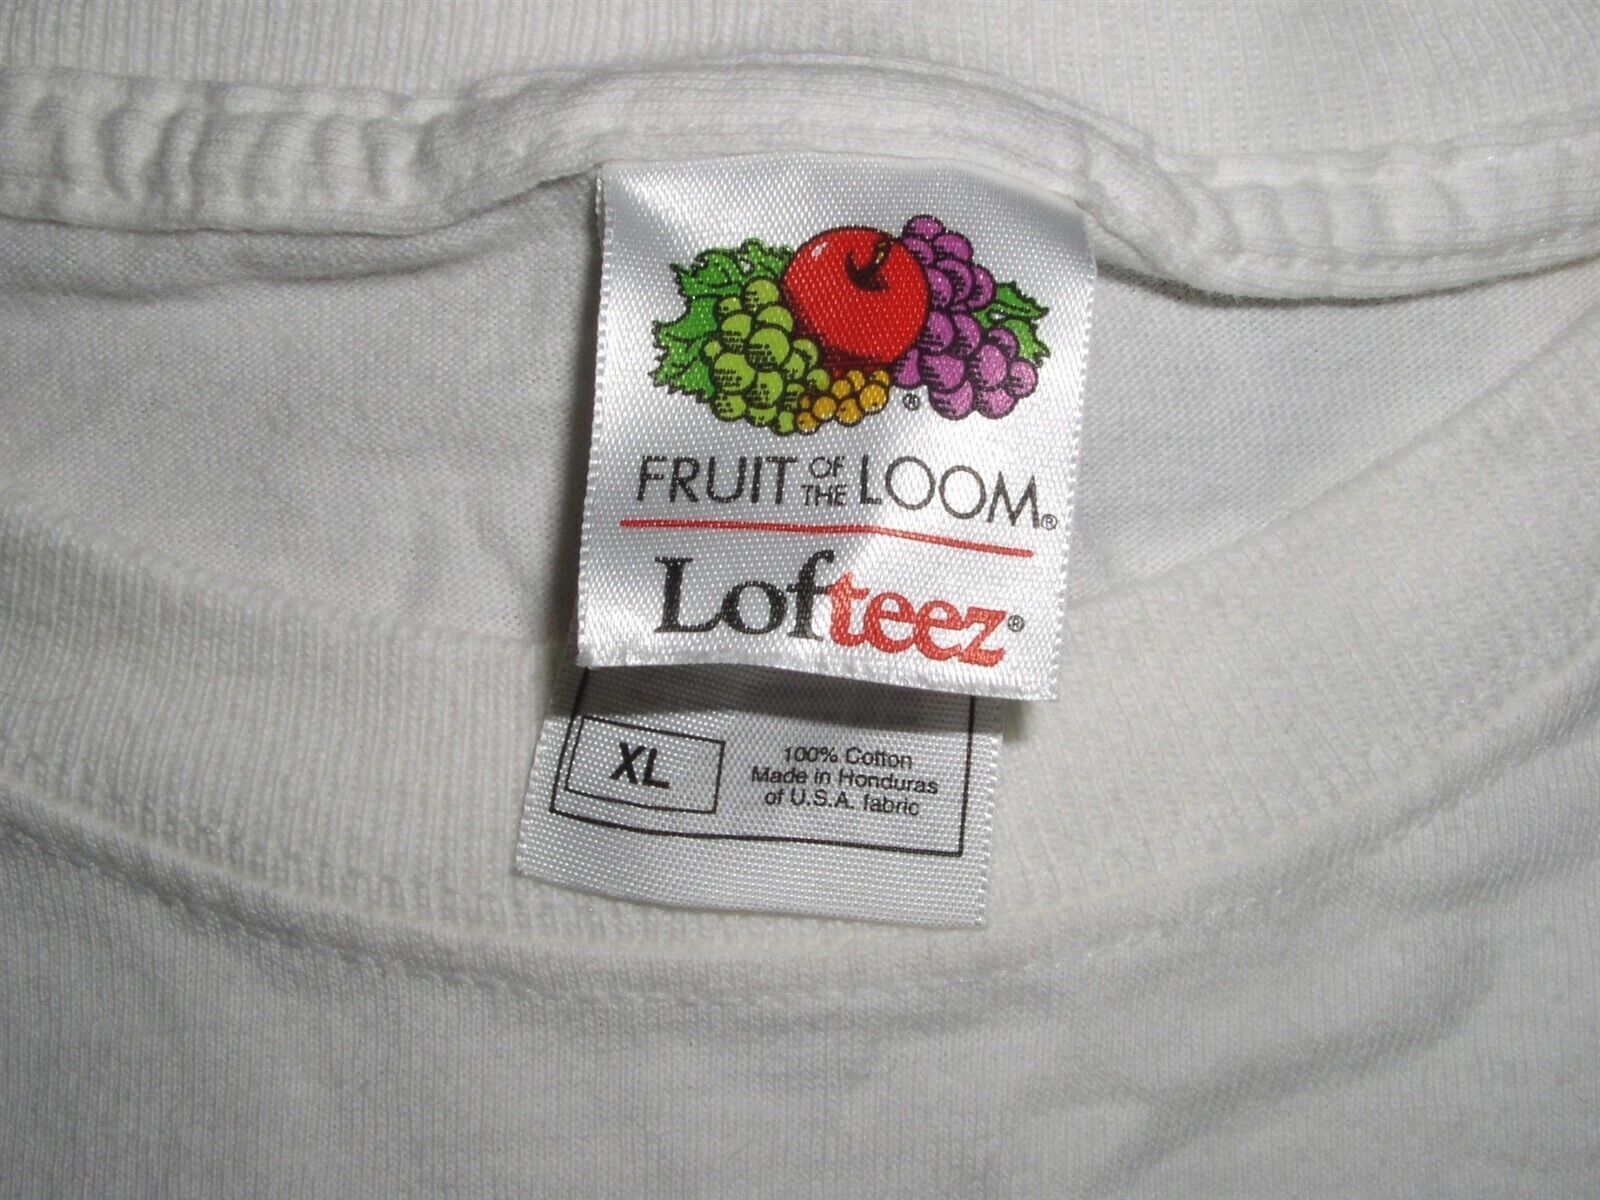 ®
FRUIT OF THE LOOM®
Lofteez®
XL
100% Cotton
Made in Honduras
of U.S.A. fabric